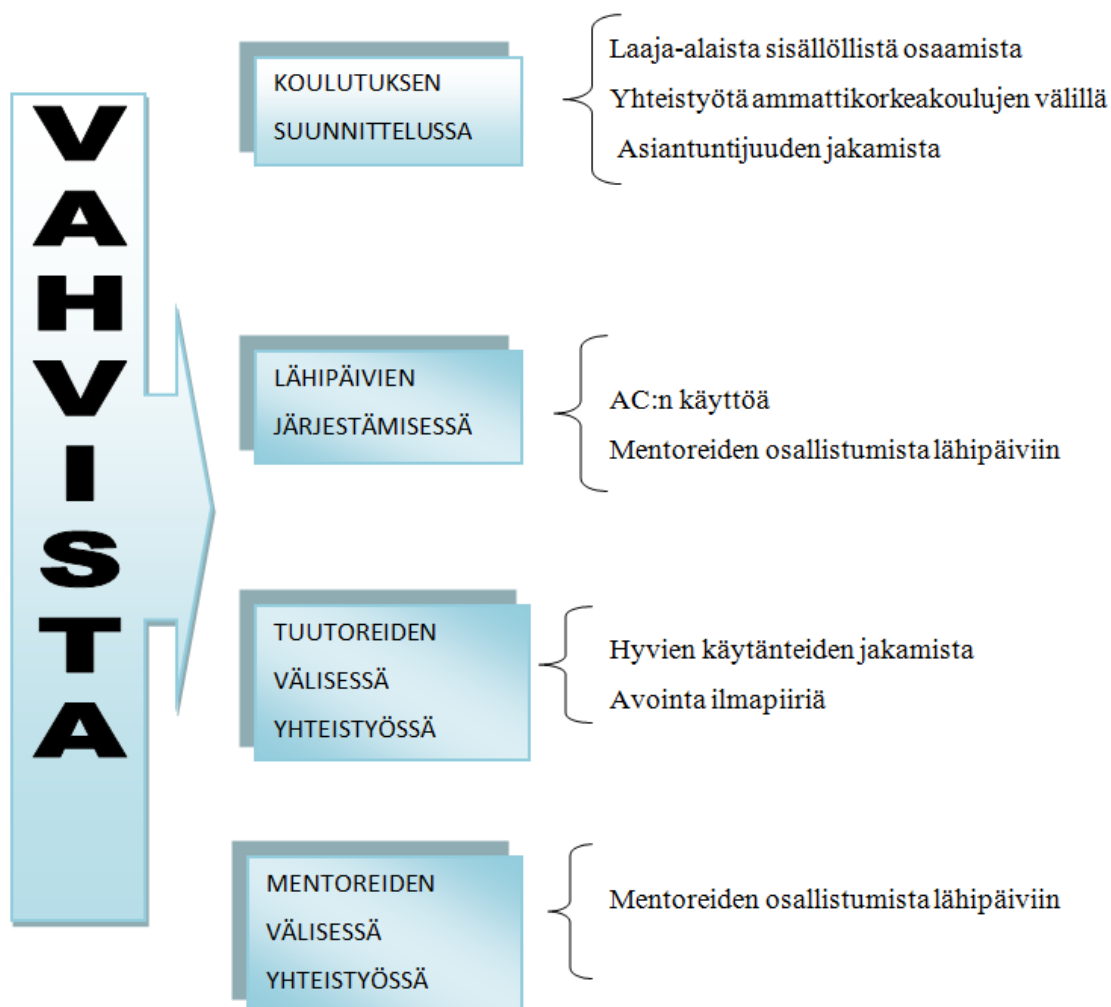 VAHVISTA
KOULUTUKSEN
SUUNNITTELUSSA
Laaja-alaista sisällöllistä osaamista
Yhteistyötä ammattikorkeakoulujen välillä
Asiantuntijuuden jakamista
LÄHIPÄIVIEN
JÄRJESTÄMISESSÄ
AC:n käyttöä
Mentoreiden osallistumista lähipäiviin
TUUTOREIDEN
VÄLISESSÄ
YHTEISTYÖSSÄ
Hyvien käytänteiden jakamista
Avointa ilmapiiriä
MENTOREIDEN
VÄLISESSÄ
YHTEISTYÖSSÄ
Mentoreiden osallistumista lähipäiviin